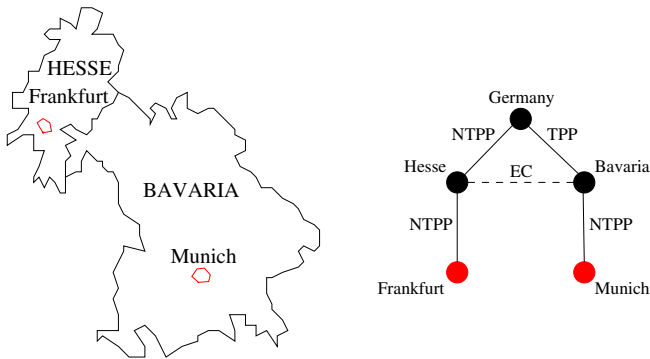 HESSE
Frankfurt
BAVARIA
Munich
Germany
NTPP
TPP
Hesse
EC
Bavaria
NTPP
NTPP
Frankfurt
Munich